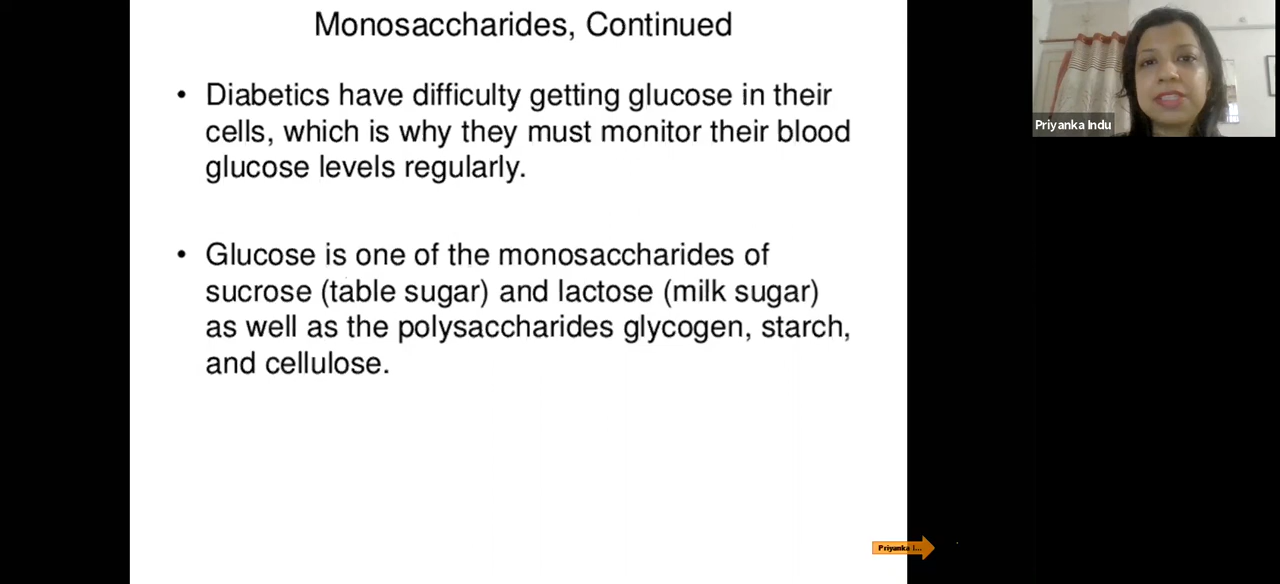 Monosaccharides, Continued
• Diabetics have difficulty getting glucose in their
cells, which is why they must monitor their blood
glucose levels regularly.
• Glucose is one of the monosaccharides of
sucrose (table sugar) and lactose (milk sugar)
as well as the polysaccharides glycogen, starch,
and cellulose.
Priyanka Indu
Priyanka I...